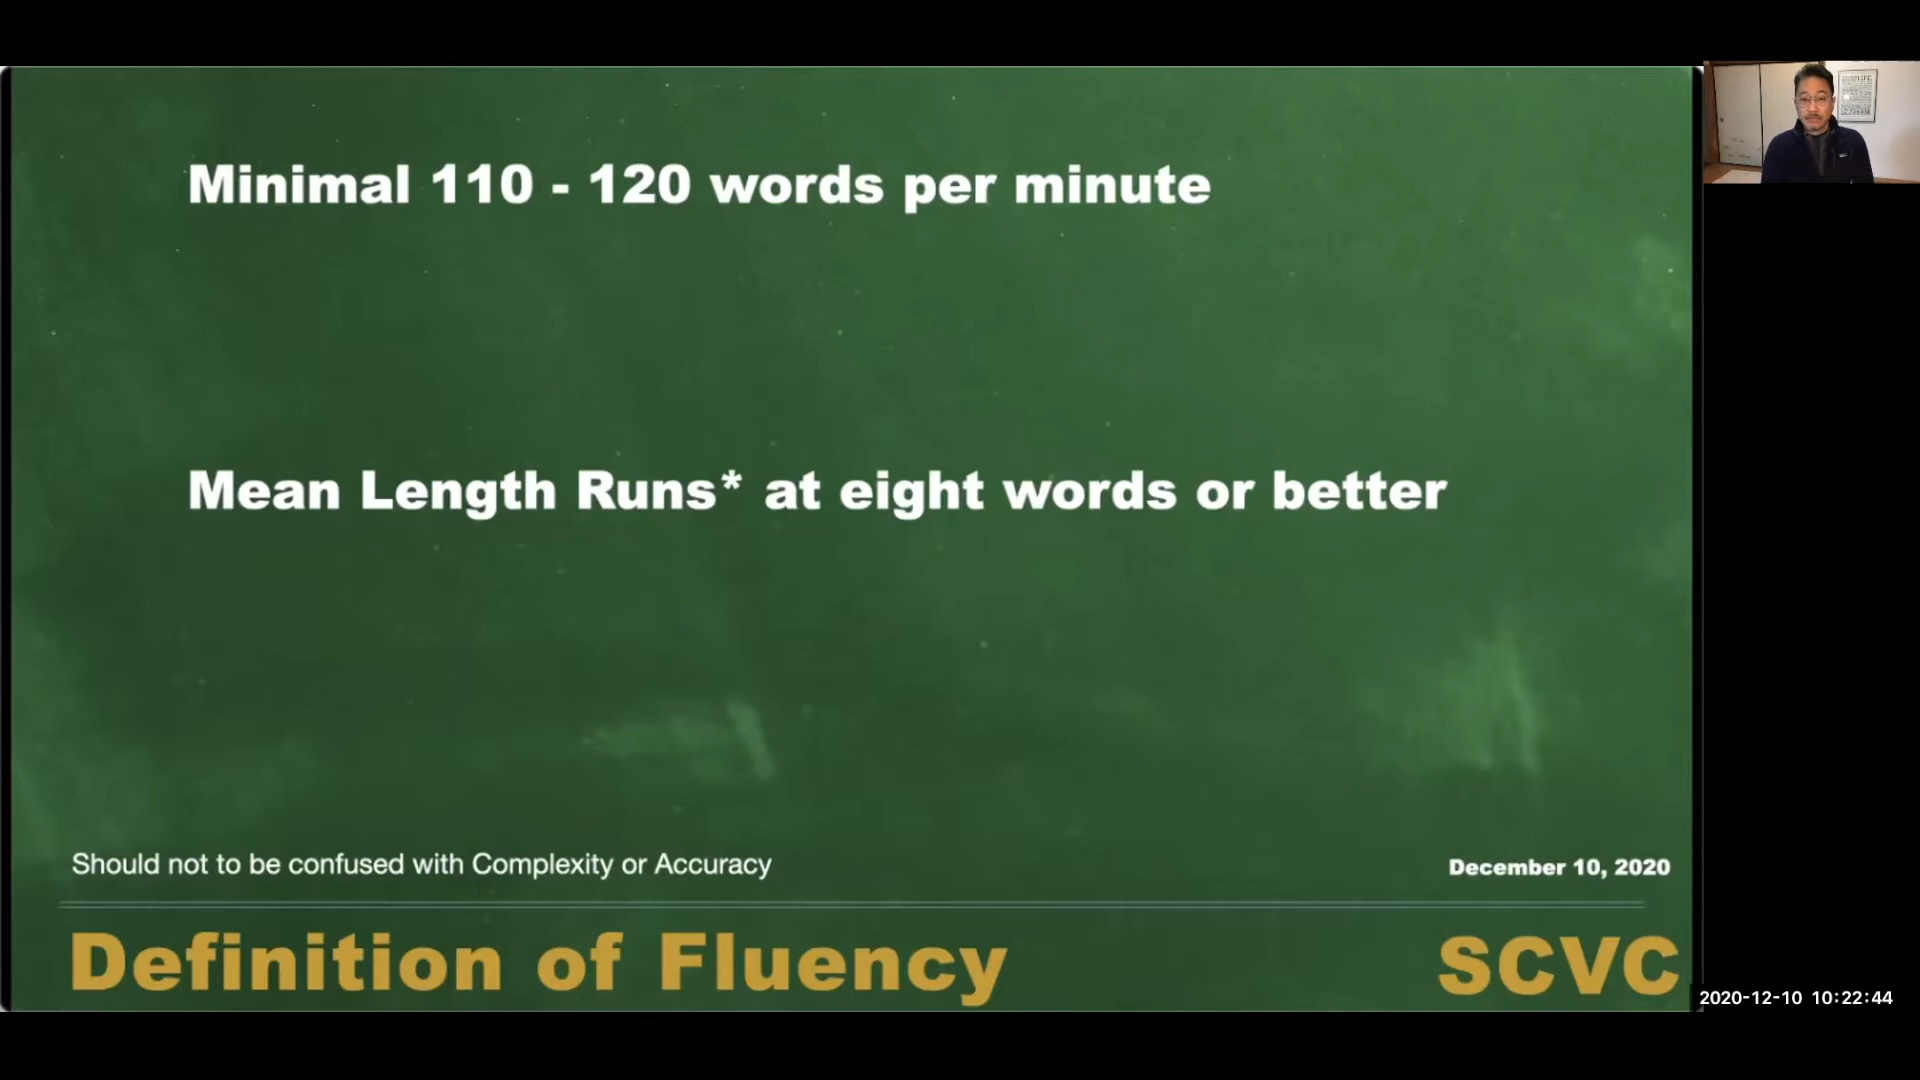 Minimal 110 - 120 words per minute
Mean Length Runs* at eight words or better
Should not to be confused with Complexity or Accuracy
December 10, 2020
Definition of Fluency
SCVC
2020-12-10 10:22:44